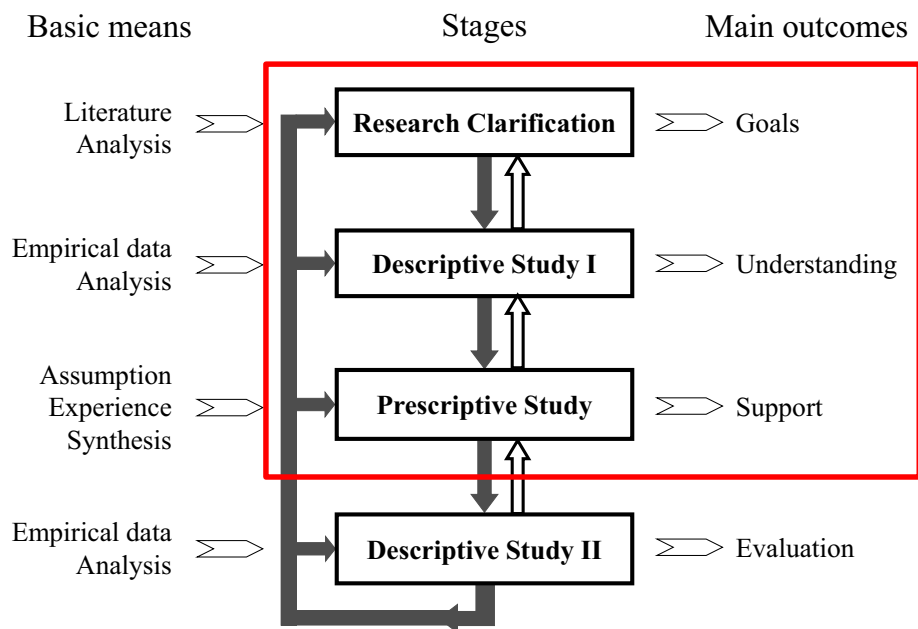 Basic means
Stages
Main outcomes
Literature
Analysis
Research Clarification
Goals
Empirical data
Analysis
Descriptive Study I
Understanding
Assumption
Experience
Synthesis
Prescriptive Study
Support
Empirical data
Analysis
Descriptive Study II
Evaluation